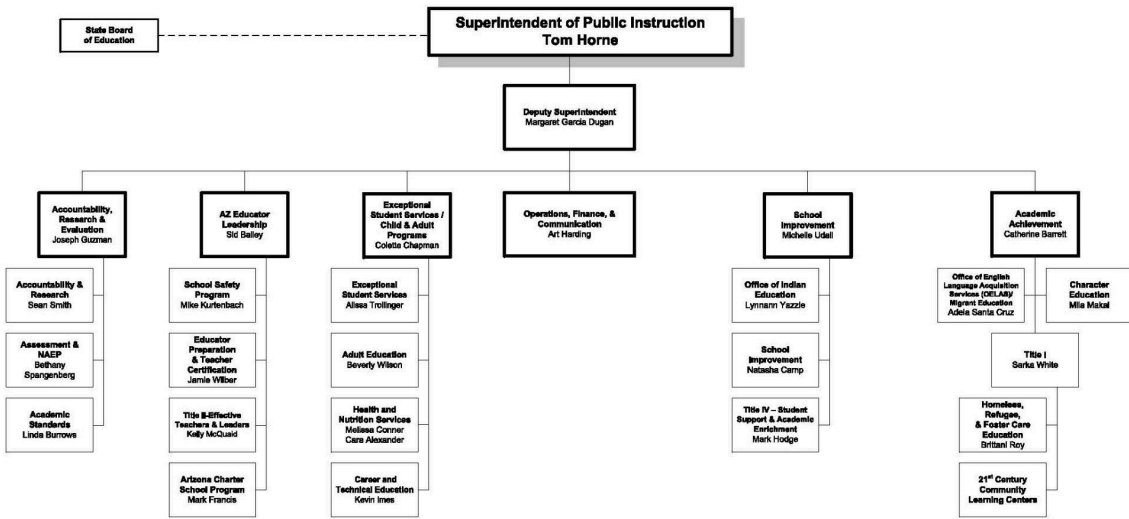 State Board
of Education
Superintendent of Public Instruction
Tom Horne
Deputy Superintendent
Margaret Garcia Dugan
Accountability,
Research &
Evaluation
Joseph Guzman
AZ Educator
Leadership
Sid Bailey
Exceptional
Student Services /
Child & Adult
Programs
Colette Chapman
Operations, Finance, &
Communication
Art Harding
School
Improvement
Michelle Udall
Academic
Achievement
Catherine Barrett
Accountability &
Research
Sean Smith
Assessment &
NAEP
Bethany
Spangenberg
Academic
Standards
Linda Burrows
School Safety
Program
Mike Kurtenbach
Educator
Preparation
& Teacher
Certification
Jamie Wilber
Title II-Effective
Teachers & Leaders
Kelly McQuaid
Arizona Charter
School Program
Mark Francis
Exceptional
Student Services
Alissa Trollinger
Adult Education
Beverly Wilson
Health and
Nutrition Services
Melissa Conner
Cara Alexander
Career and
Technical Education
Kevin Imes
Office of Indian
Education
Lynnann Yazzie
School
Improvement
Natasha Camp
Title IV – Student
Support & Academic
Enrichment
Mark Hodge
Office of English
Language Acquisition
Services (OELAS)/
Migrant Education
Adela Santa Cruz
Character
Education
Mila Makal
Title I
Sarka White
Homeless,
Refugee,
& Foster Care
Education
Brittani Roy
21st Century
Community
Learning Centers